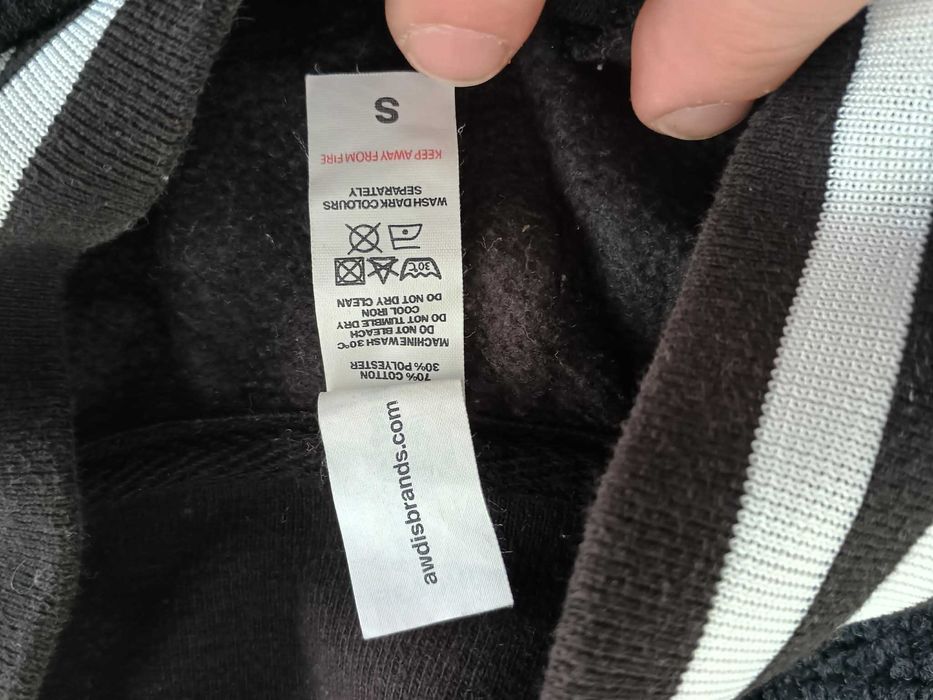 70% COTTON
30% POLYESTER
MACHINE WASH 30°C
DO NOT BLEACH
DO NOT TUMBLE DRY
COOL IRON
DO NOT DRY CLEAN
30°C
WASH DARK COLOURS
SEPARATELY
KEEP AWAY FROM FIRE
S
awdisbrands.com